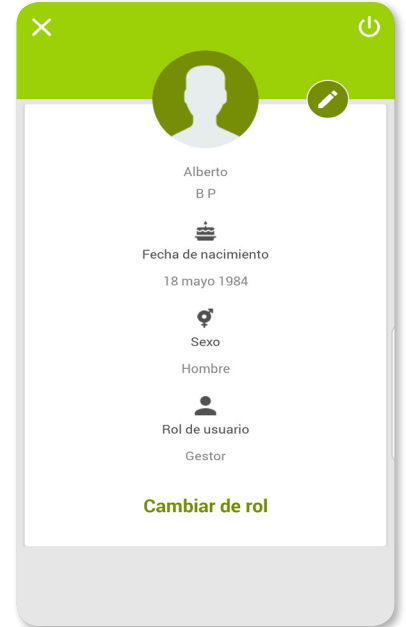 Alberto
B P
Fecha de nacimiento
18 mayo 1984
Sexo
Hombre
Rol de usuario
Gestor
Cambiar de rol